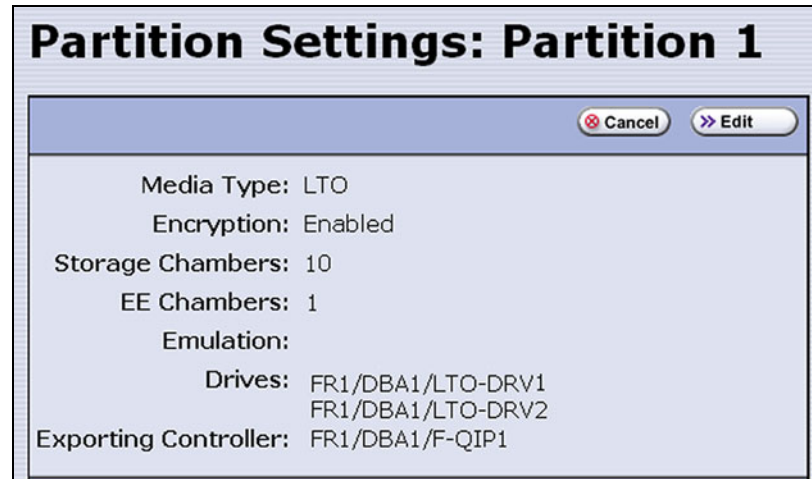 Partition Settings: Partition 1
Cancel Edit
Media Type: LTO
Encryption: Enabled
Storage Chambers: 10
EE Chambers: 1
Emulation:
Drives: FR1/DBA1/LTO-DRV1
FR1/DBA1/LTO-DRV2
Exporting Controller: FR1/DBA1/F-QIP1